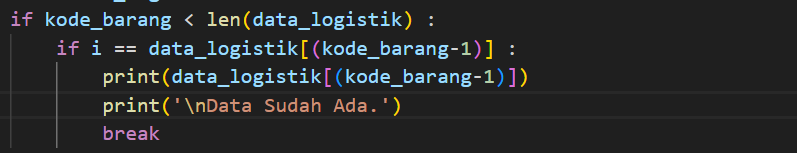 if kode_barang < len(data_logistik) :
    if i == data_logistik[(kode_barang-1)] :
        print(data_logistik[(kode_barang-1)])
        print('\nData Sudah Ada.')
        break